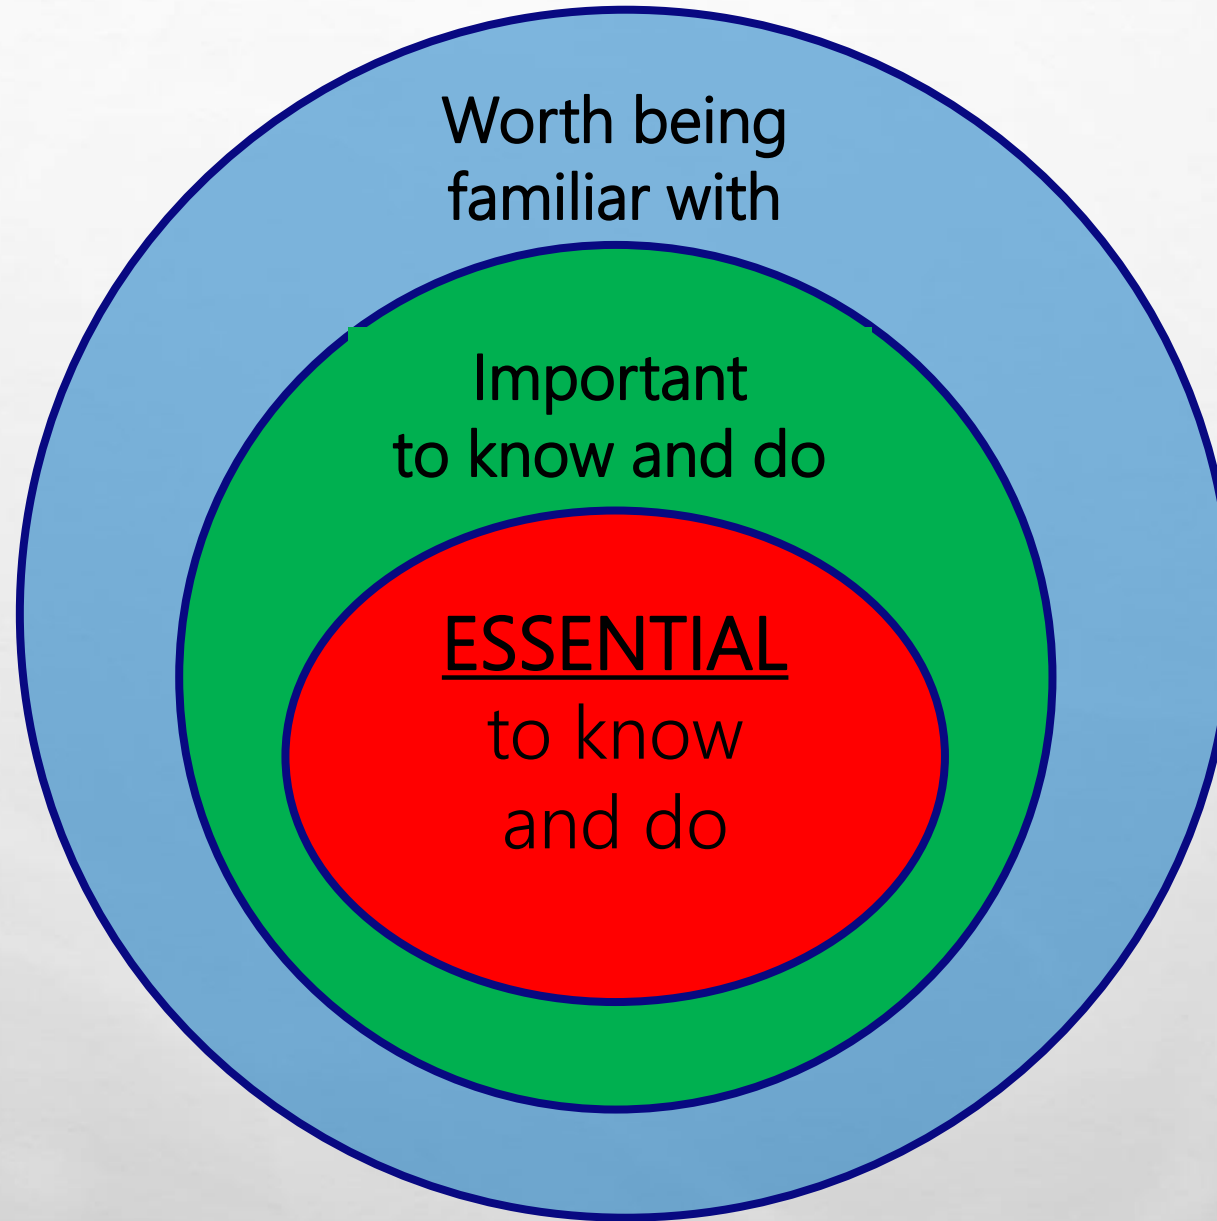 Worth being
familiar with
Important
to know and do
ESSENTIAL
to know
and do